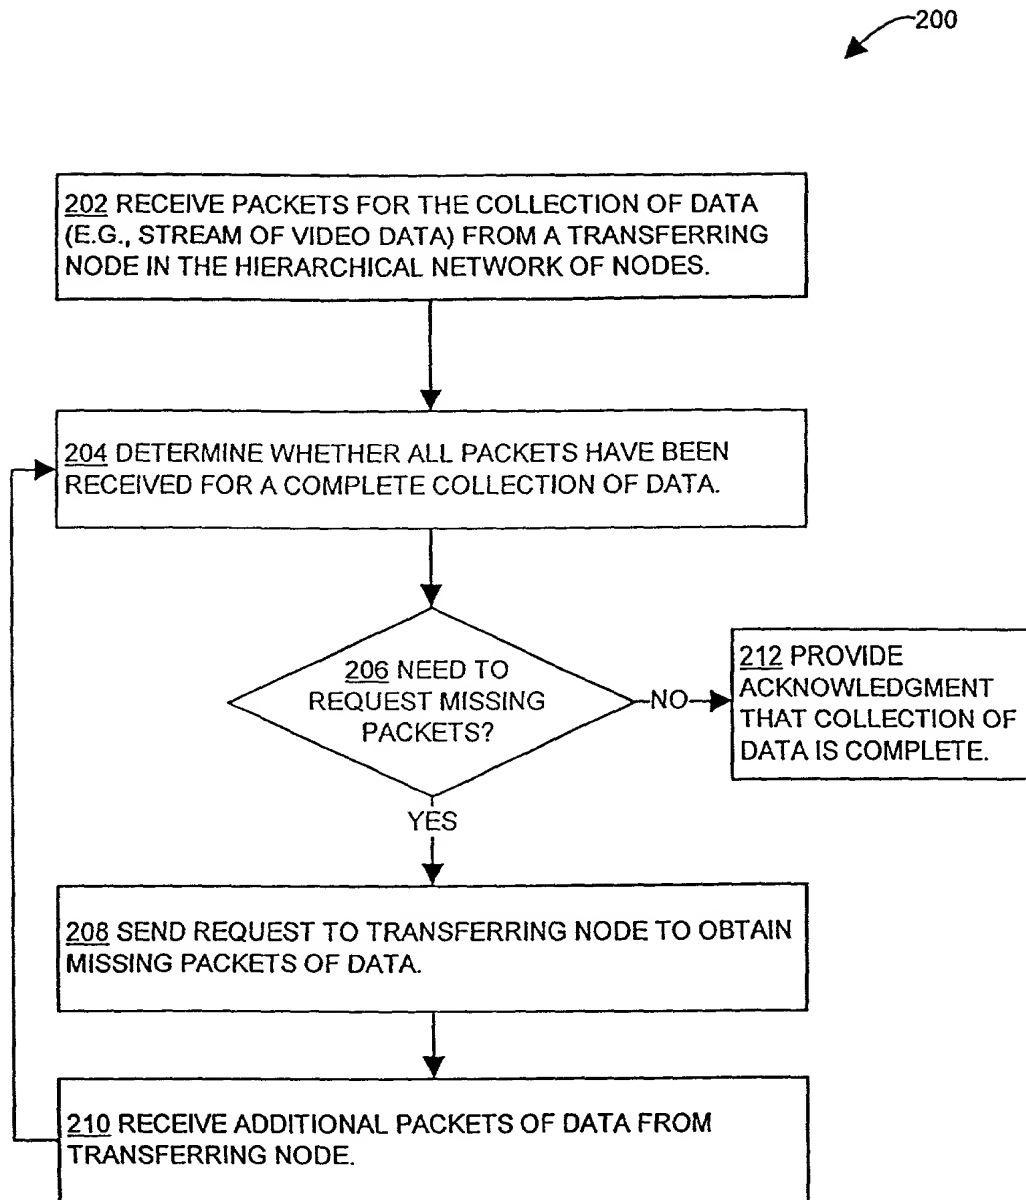 200
202 RECEIVE PACKETS FOR THE COLLECTION OF DATA
(E.G., STREAM OF VIDEO DATA) FROM A TRANSFERRING
NODE IN THE HIERARCHICAL NETWORK OF NODES.
204 DETERMINE WHETHER ALL PACKETS HAVE BEEN
RECEIVED FOR A COMPLETE COLLECTION OF DATA.
206 NEED TO
REQUEST MISSING
PACKETS?
NO
212 PROVIDE
ACKNOWLEDGMENT
THAT COLLECTION OF
DATA IS COMPLETE.
YES
208 SEND REQUEST TO TRANSFERRING NODE TO OBTAIN
MISSING PACKETS OF DATA.
210 RECEIVE ADDITIONAL PACKETS OF DATA FROM
TRANSFERRING NODE.